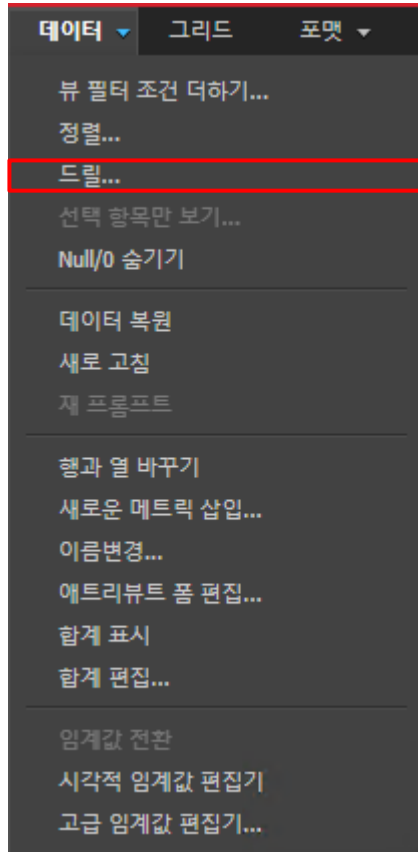 데이터 그리드 포맷
뷰 필터 조건 더하기...
정렬...
드릴...
선택 항목만 보기...
Null/0 숨기기
데이터 복원
새로 고침
재 프롬프트
행과 열 바꾸기
새로운 메트릭 삽입...
이름변경...
애트리뷰트 폼 편집...
합계 표시
합계 편집...
임계값 전환
시각적 임계값 편집기
고급 임계값 편집기...